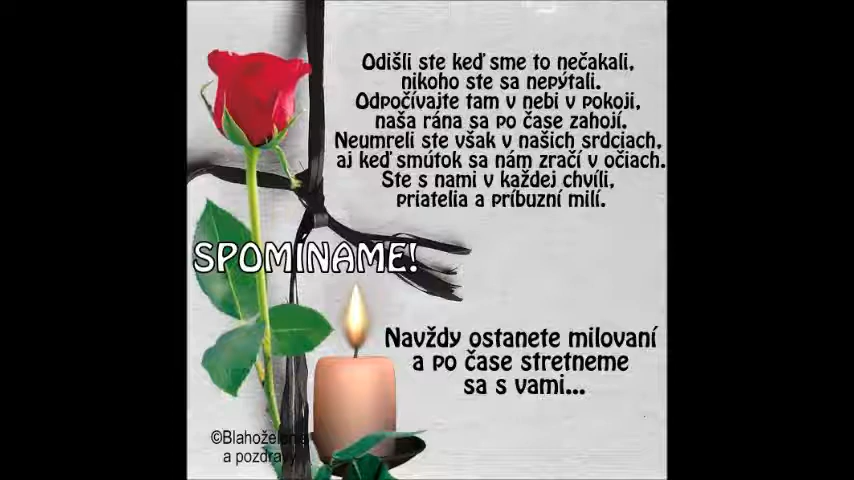 Odišli ste keď sme to nečakali,
nikoho ste sa nepýtali.
Odpočívajte tam v nebi v pokoji,
naša rána sa po čase zahojí.
Neumreli ste však v našich srdciach,
aj keď smútok sa nám zračí v očiach.
Ste s nami v každej chvíli,
priatelia a príbuzní milí.
SPOMÍNAME!
Navždy ostanete milovaní
a po čase stretneme
sa s vami...
©Blahoželania
a pozdravy